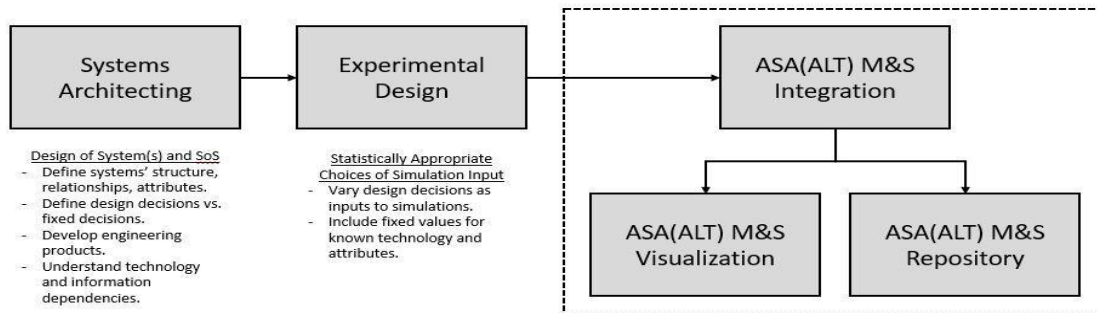 Systems
Architecting
Experimental
Design
ASA(ALT) M&S
Integration
Design of System(s) and SoS
- Define systems' structure,
relationships, attributes.
- Define design decisions vs.
fixed decisions.
- Develop engineering
products.
- Understand technology
and information
dependencies.
Statistically Appropriate
Choices of Simulation Input
- Vary design decisions as
inputs to simulations.
- Include fixed values for
known technology and
attributes.
ASA(ALT) M&S
Visualization
ASA(ALT) M&S
Repository